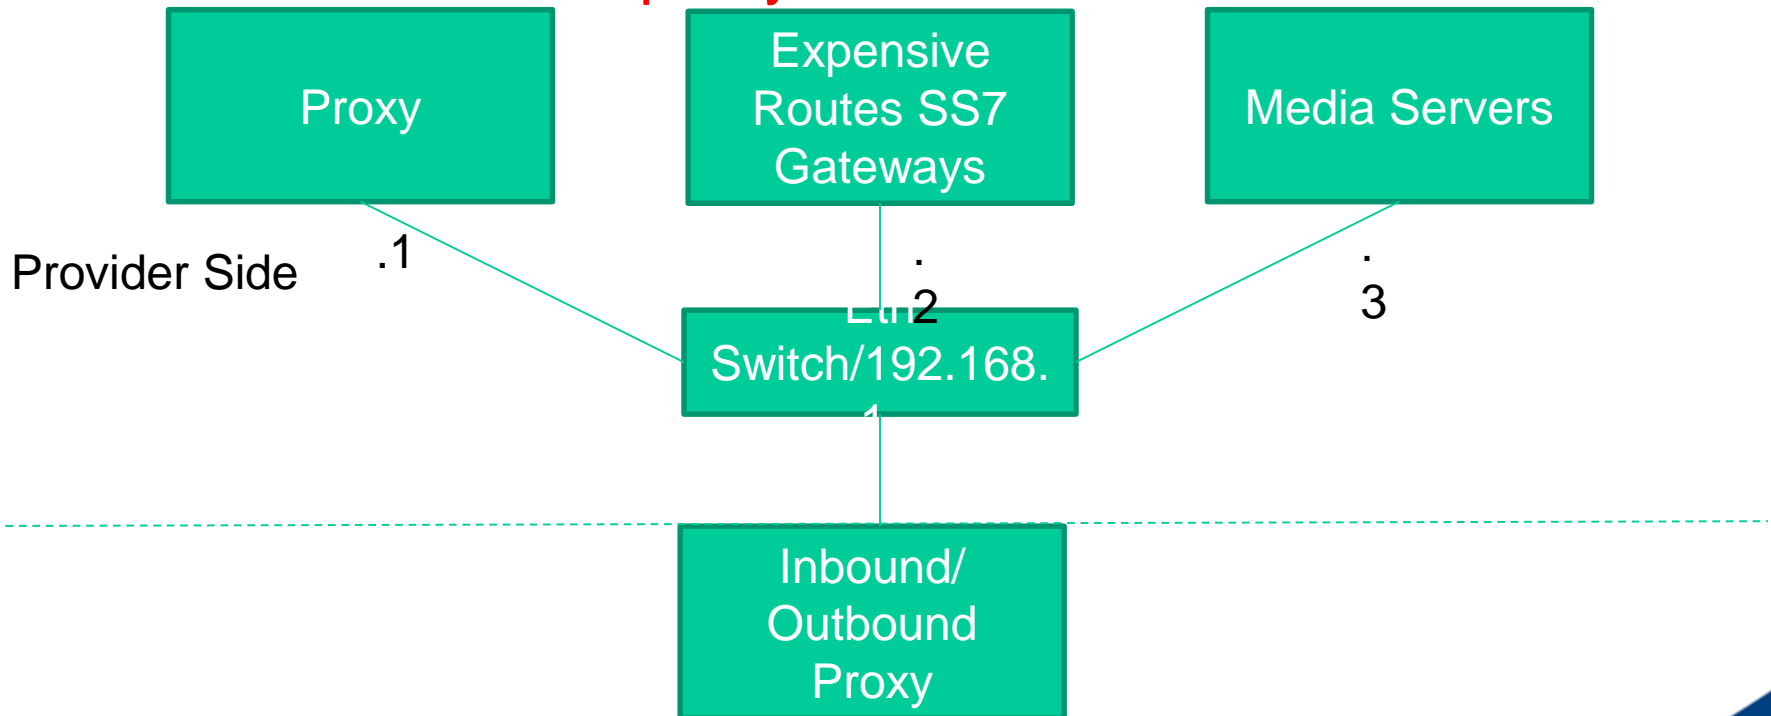 Proxy
Expensive
Routes SS7
Gateways
Media Servers
Provider Side
.1
.
2
.
3
Switch/192.168.
Inbound/
Outbound
Proxy